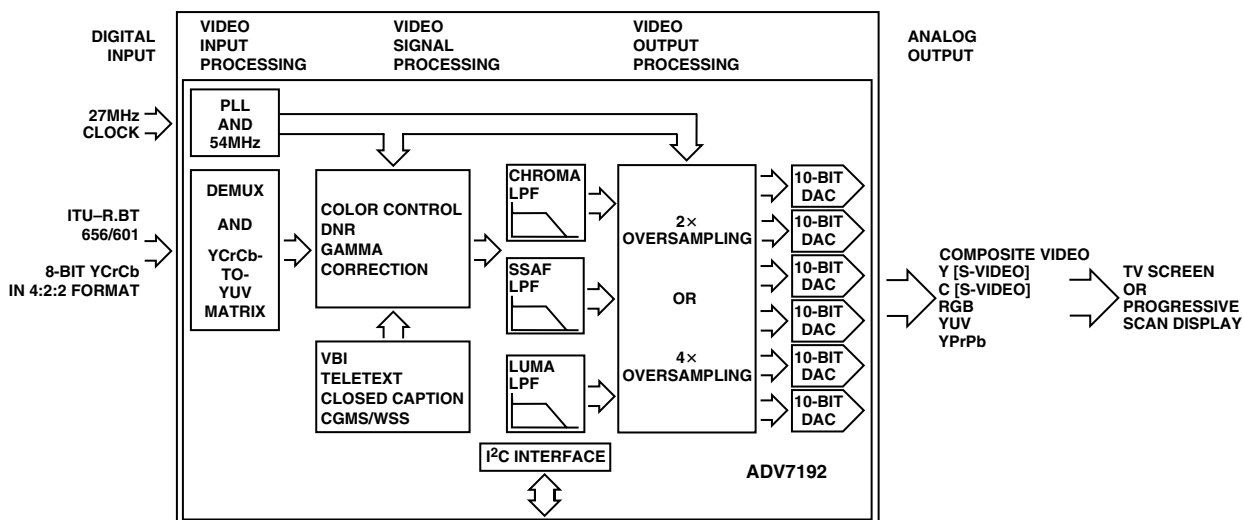 DIGITAL
INPUT
VIDEO
INPUT
PROCESSING
VIDEO
SIGNAL
PROCESSING
VIDEO
OUTPUT
PROCESSING
ANALOG
OUTPUT
27MHz
CLOCK
PLL
AND
54MHz
ITU–R.BT
656/601
8-BIT YCrCb
IN 4:2:2 FORMAT
DEMUX
AND
YCrCb-
TO-
YUV
MATRIX
COLOR CONTROL
DNR
GAMMA
CORRECTION
VBI
TELETEXT
CLOSED CAPTION
CGMS/WSS
CHROMA
LPF
SSAF
LPF
LUMA
LPF
I²C INTERFACE
2×
OVERSAMPLING
OR
4×
OVERSAMPLING
10-BIT
DAC
10-BIT
DAC
10-BIT
DAC
10-BIT
DAC
10-BIT
DAC
10-BIT
DAC
ADV7192
COMPOSITE VIDEO
Y [S-VIDEO]
C [S-VIDEO]
RGB
YUV
YPrPb
TV SCREEN
OR
PROGRESSIVE
SCAN DISPLAY